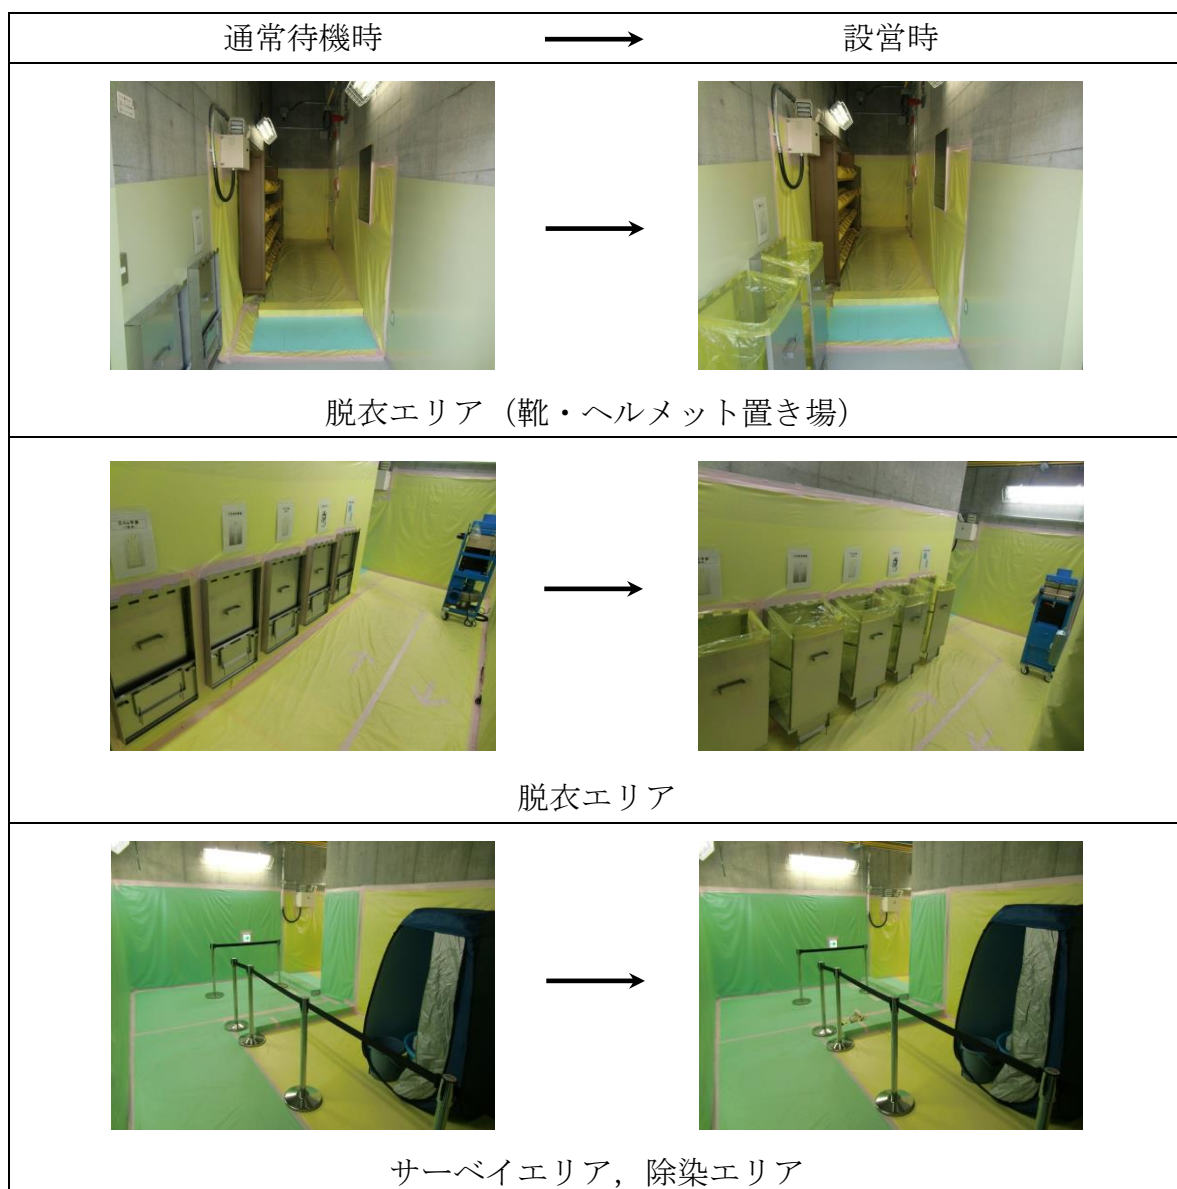 通常待機時 → 設営時
脱衣エリア（靴・ヘルメット置き場）
脱衣エリア
サーベイエリア，除染エリア